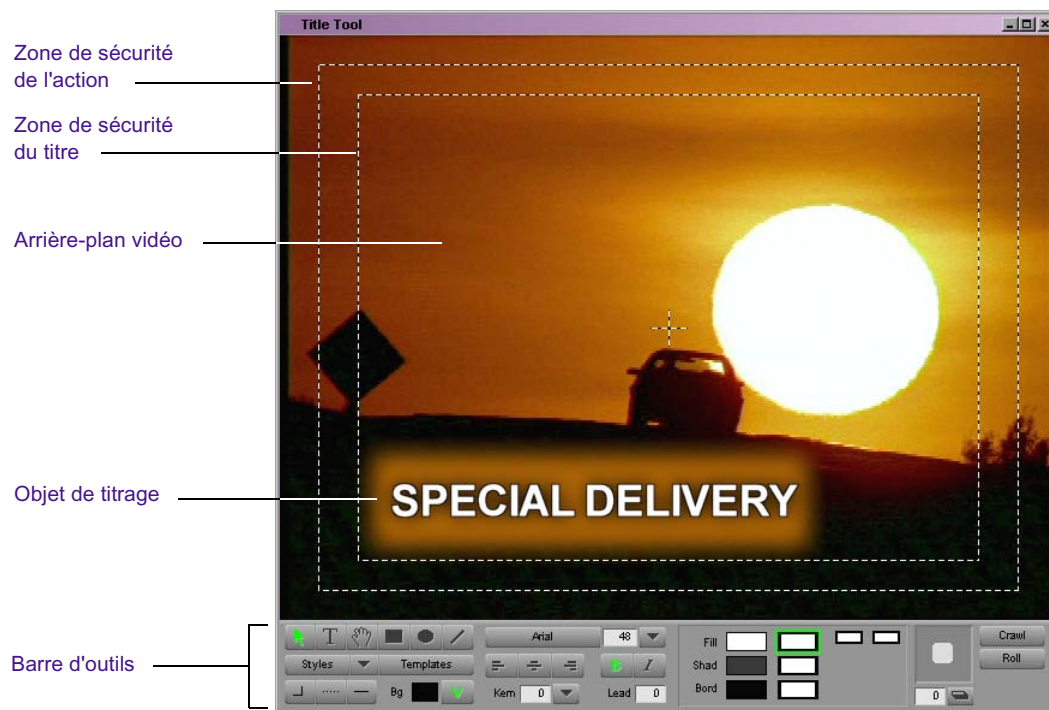 Title Tool
Zone de sécurité
de l'action
Zone de sécurité
du titre
Arrière-plan vidéo
Objet de titrage
SPECIAL DELIVERY
Barre d'outils
T
Arial
48
Fill
Crawl
Styles
Templates
B
I
Shad
Roll
Bg
V
Kern
0
Lead
0
Bord
0